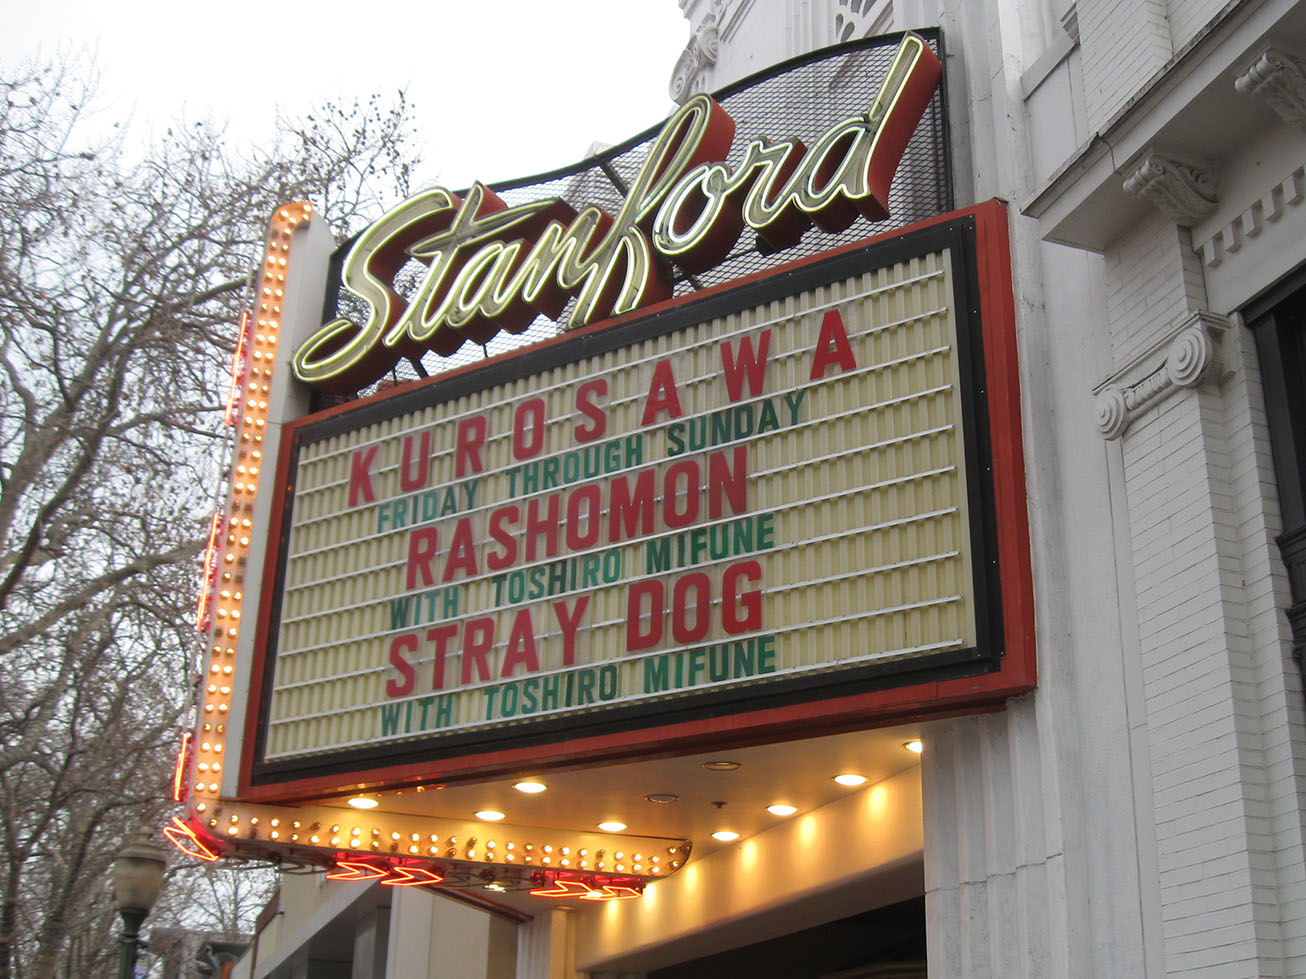 Stanford
KUROSAWA
FRIDAY THROUGH SUNDAY
RASHOMON
WITH TOSHIRO MIFUNE
STRAY DOG
WITH TOSHIRO MIFUNE